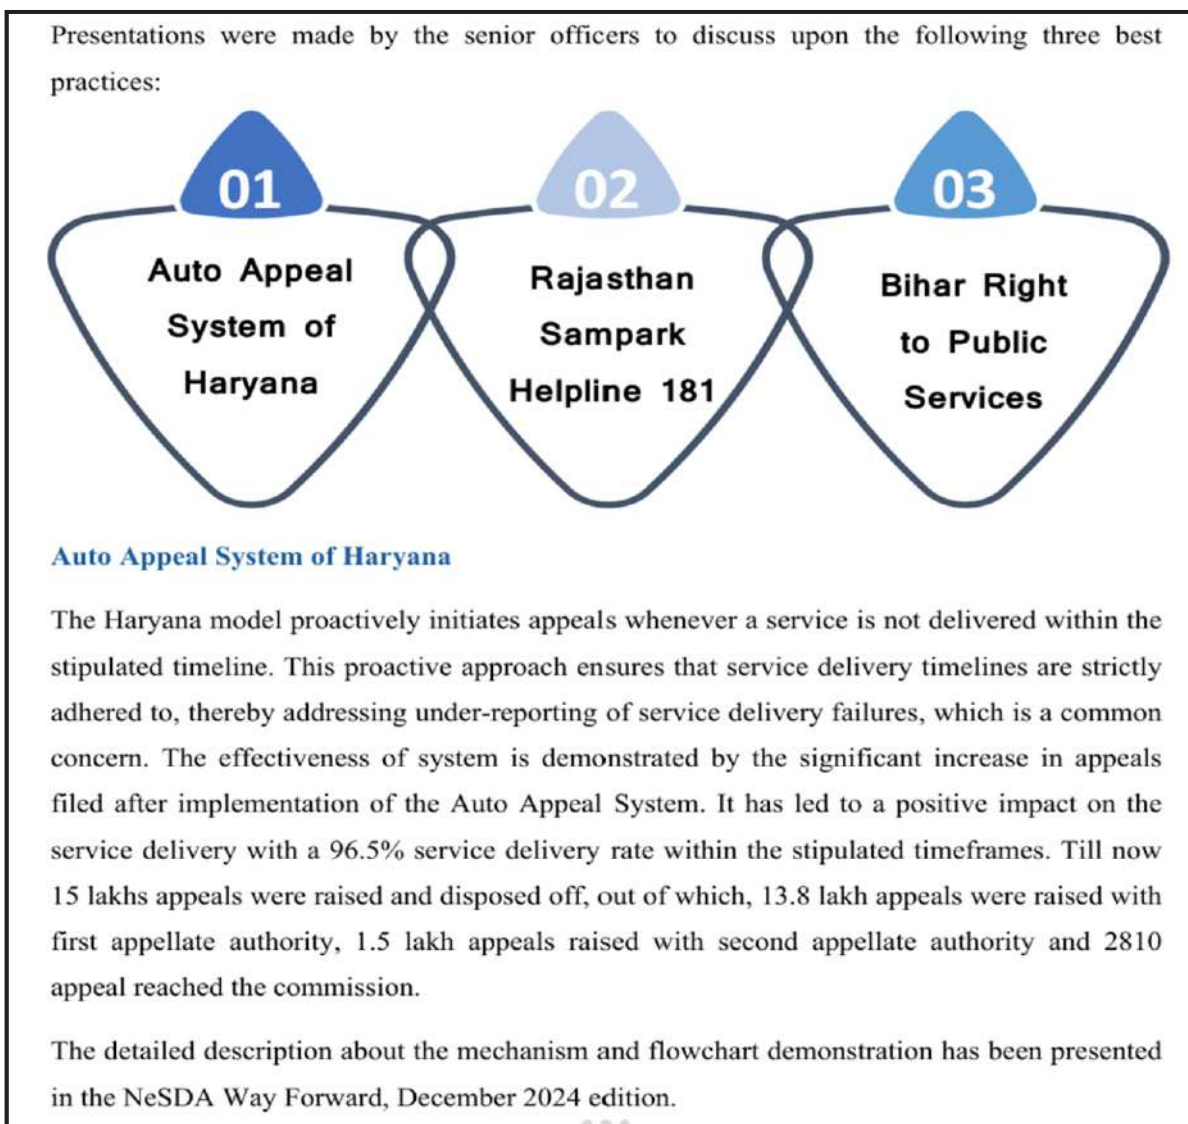 Presentations were made by the senior officers to discuss upon the following three best
practices:
01
Auto Appeal
System of
Haryana
02
Rajasthan
Sampark
Helpline 181
03
Bihar Right
to Public
Services
Auto Appeal System of Haryana
The Haryana model proactively initiates appeals whenever a service is not delivered within the
stipulated timeline. This proactive approach ensures that service delivery timelines are strictly
adhered to, thereby addressing under-reporting of service delivery failures, which is a common
concern. The effectiveness of system is demonstrated by the significant increase in appeals
filed after implementation of the Auto Appeal System. It has led to a positive impact on the
service delivery with a 96.5% service delivery rate within the stipulated timeframes. Till now
15 lakhs appeals were raised and disposed off, out of which, 13.8 lakh appeals were raised with
first appellate authority, 1.5 lakh appeals raised with second appellate authority and 2810
appeal reached the commission.
The detailed description about the mechanism and flowchart demonstration has been presented
in the NeSDA Way Forward, December 2024 edition.